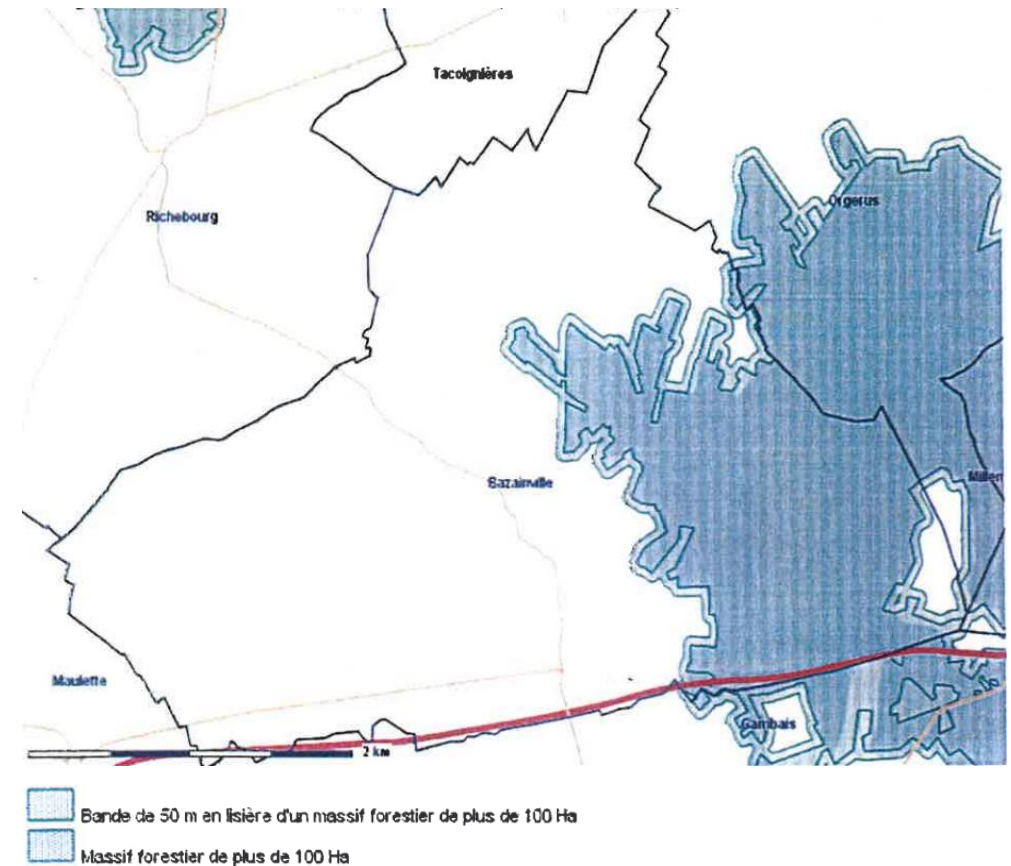 Tacoignières
Richebourg
Orgerus
Bazainville
Millem
Maulette
Gambais
2 km
Bande de 50 m en lisière d'un massif forestier de plus de 100 Ha
Massif forestier de plus de 100 Ha